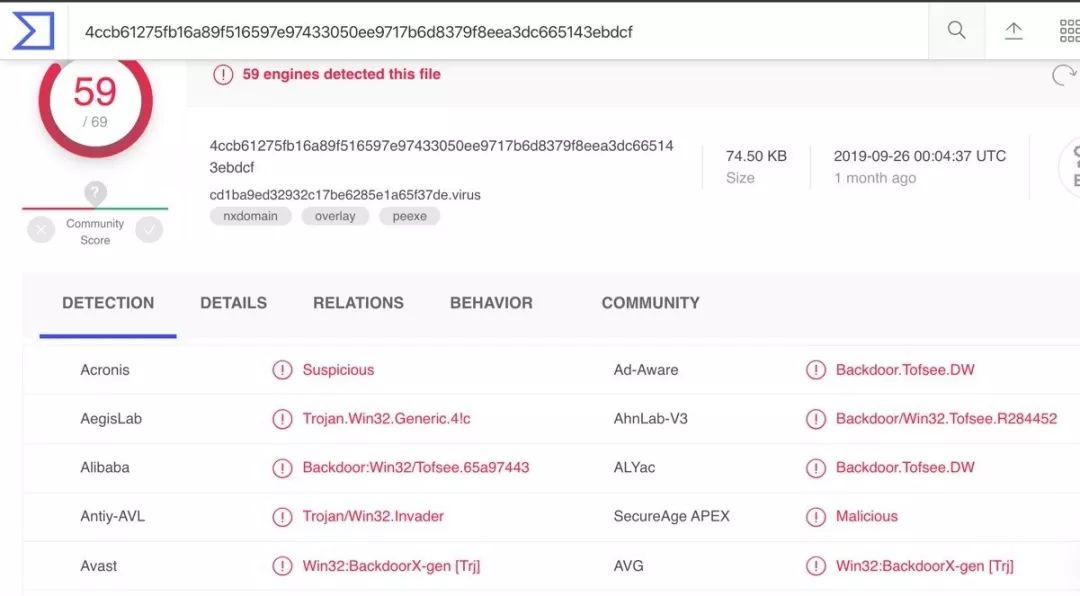 4ccb61275fb16a89f516597e97433050ee9717b6d8379f8eea3dc665143ebdcf
59
/ 69
59 engines detected this file
4ccb61275fb16a89f516597e97433050ee9717b6d8379f8eea3dc66514
3ebdcf
cd1ba9ed32932c17be6285e1a65f37de.virus
nxdomain overlay peexe
74.50 KB
Size
2019-09-26 00:04:37 UTC
1 month ago
?
Community
Score
DETECTION DETAILS RELATIONS BEHAVIOR COMMUNITY
Acronis Suspicious Ad-Aware Backdoor.Tofsee.DW
AegisLab Trojan.Win32.Generic.4!c AhnLab-V3 Backdoor/Win32.Tofsee.R284452
Alibaba Backdoor:Win32/Tofsee.65a97443 ALYac Backdoor.Tofsee.DW
Antiy-AVL Trojan/Win32.Invader SecureAge APEX Malicious
Avast Win32:BackdoorX-gen [Trj] AVG Win32:BackdoorX-gen [Trj]